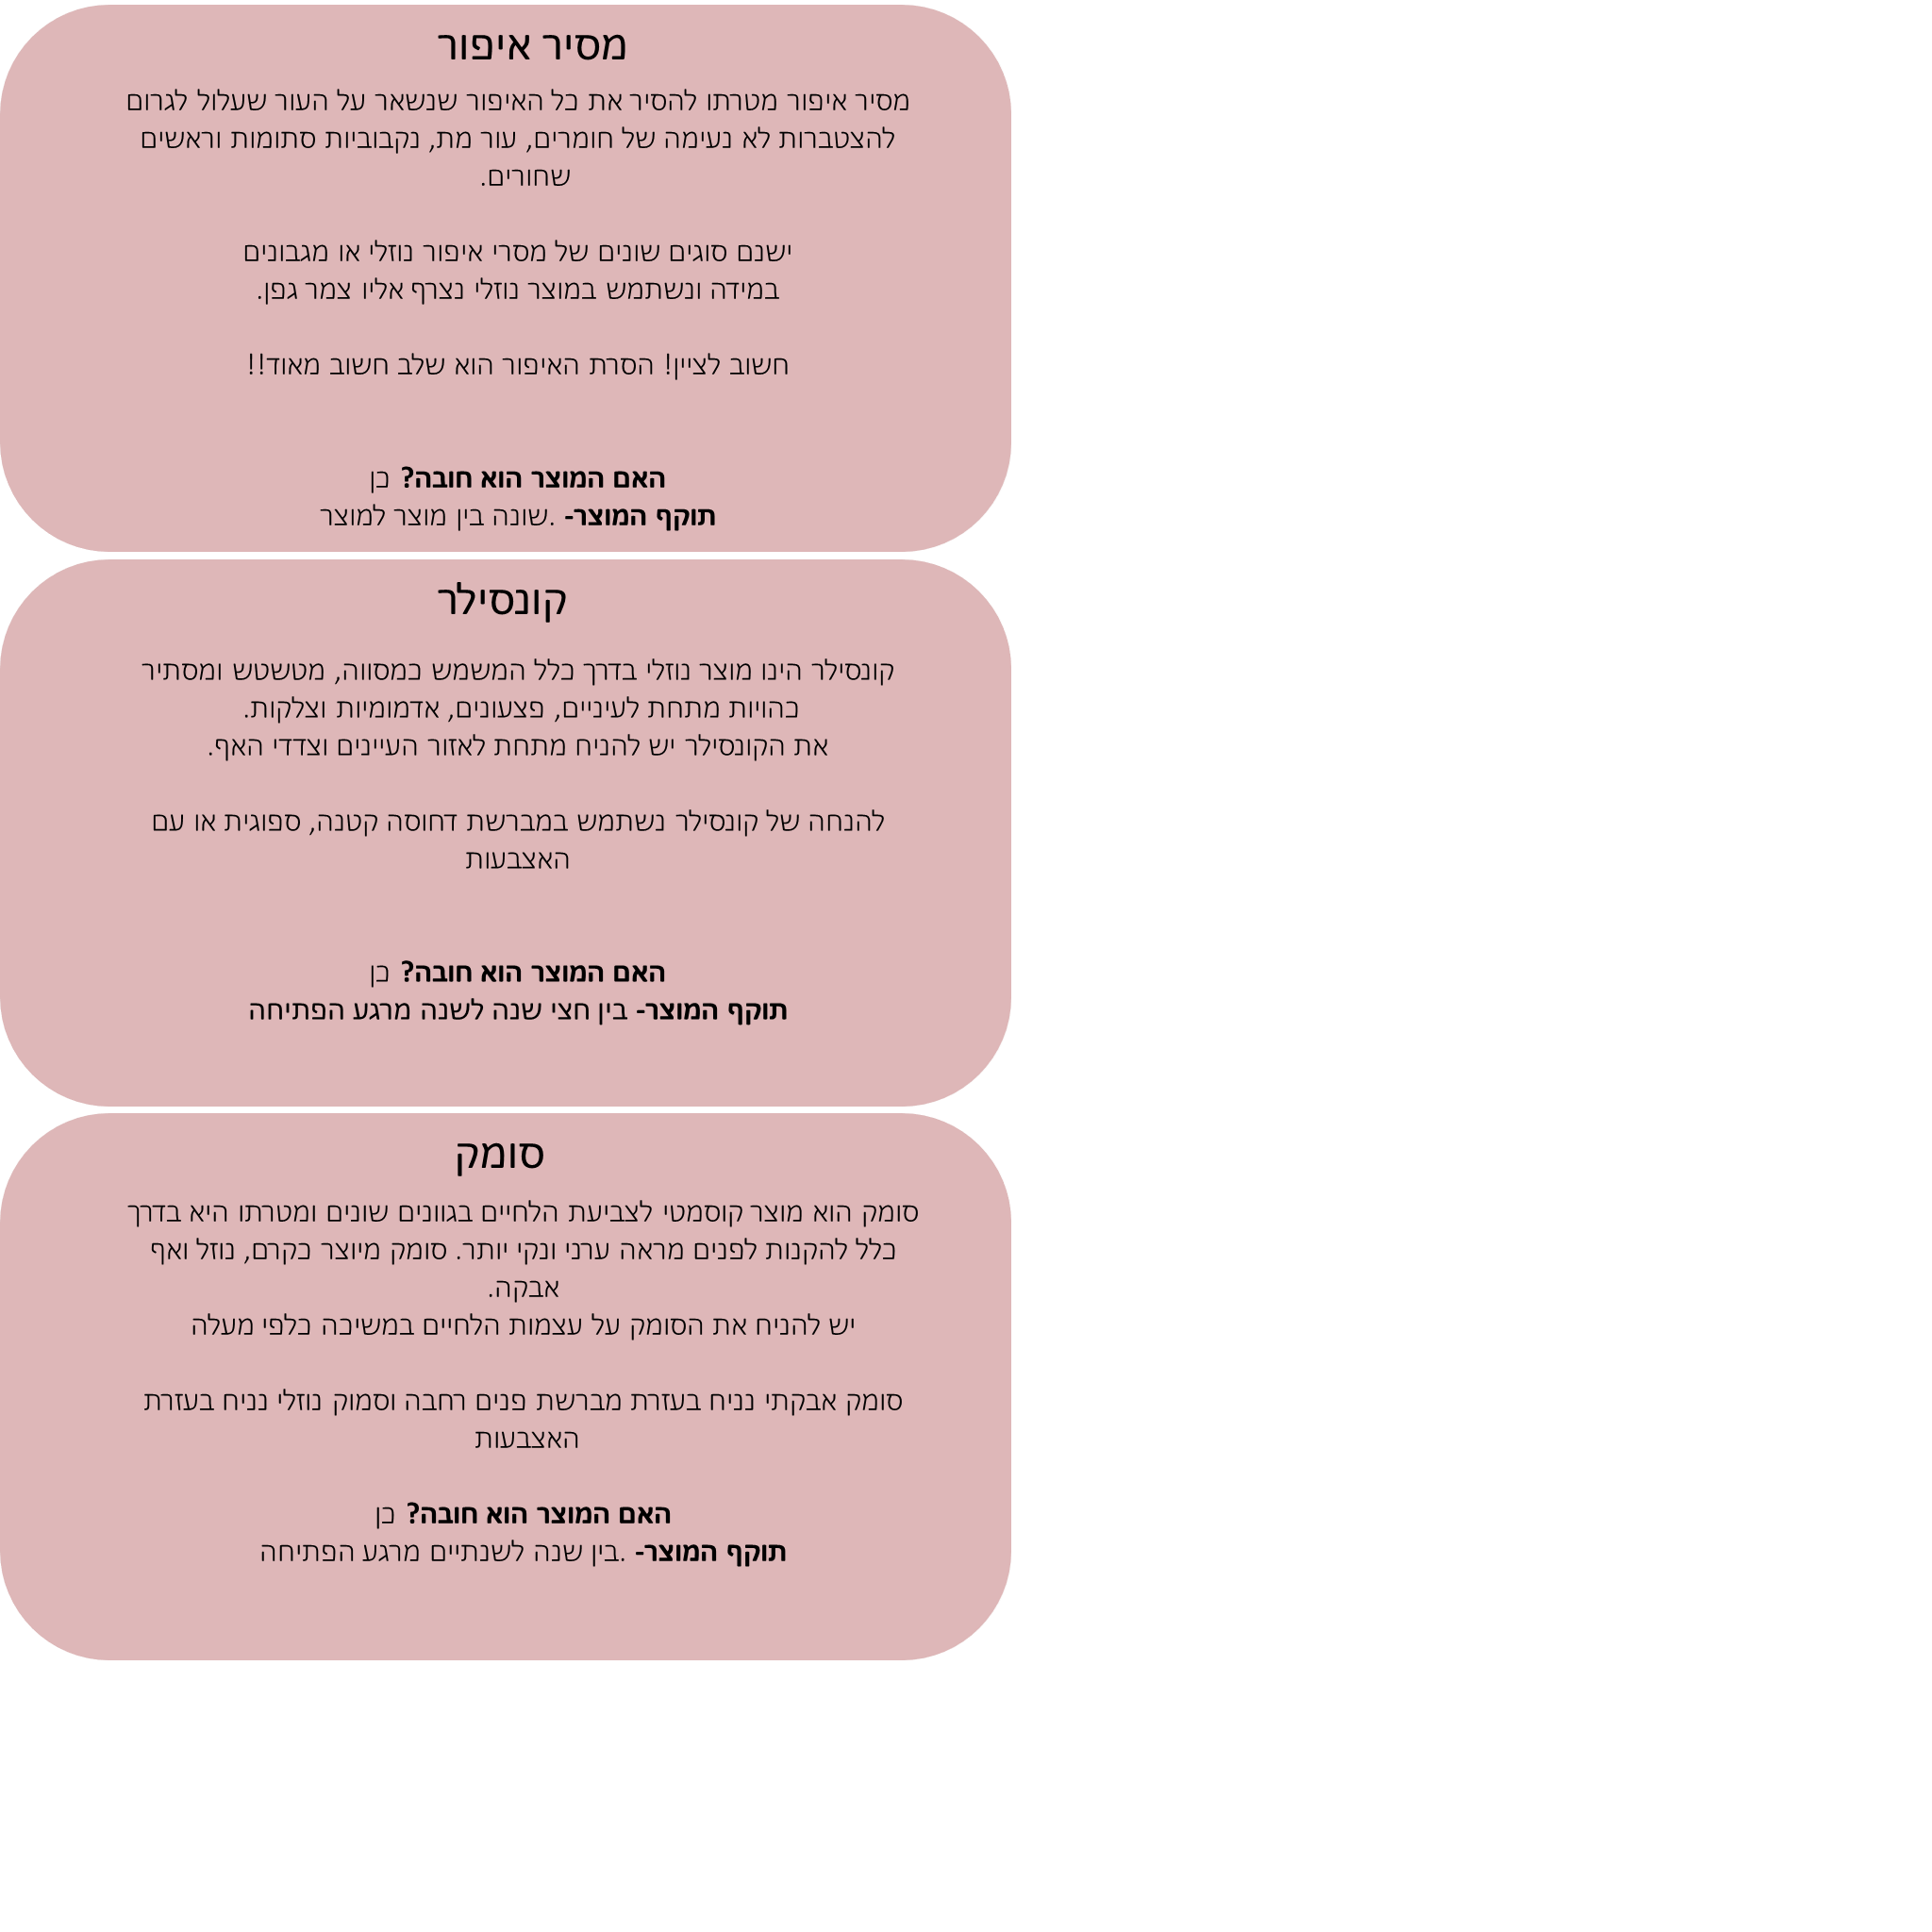 מסיר איפור
מסיר איפור מטרתו להסיר את כל האיפור שנשאר על העור שעלול לגרום
להצטברות לא נעימה של חומרים, עור מת, נקבוביות סתומות וראשים
שחורים.
ישנם סוגים שונים של מסרי איפור נוזלי או מגבונים
במידה ונשתמש במוצר נוזלי נצרף אליו צמר גפן.
חשוב לציין! הסרת האיפור הוא שלב חשוב מאוד!!
האם המוצר הוא חובה? כן
תוקף המוצר- .שונה בין מוצר למוצר
קונסילר
קונסילר הינו מוצר נוזלי בדרך כלל המשמש כמסווה, מטשטש ומסתיר
כהויות מתחת לעיניים, פצעונים, אדמומיות וצלקות.
את הקונסילר יש להניח מתחת לאזור העיינים וצדדי האף.
להנחה של קונסילר נשתמש במברשת דחוסה קטנה, ספוגית או עם
האצבעות
האם המוצר הוא חובה? כן
תוקף המוצר- בין חצי שנה לשנה מרגע הפתיחה
סומק
סומק הוא מוצר קוסמטי לצביעת הלחיים בגוונים שונים ומטרתו היא בדרך
כלל להקנות לפנים מראה ערני ונקי יותר. סומק מיוצר כקרם, נוזל ואף
אבקה.
יש להניח את הסומק על עצמות הלחיים במשיכה כלפי מעלה
סומק אבקתי נניח בעזרת מברשת פנים רחבה וסמוק נוזלי נניח בעזרת
האצבעות
האם המוצר הוא חובה? כן
תוקף המוצר- .בין שנה לשנתיים מרגע הפתיחה